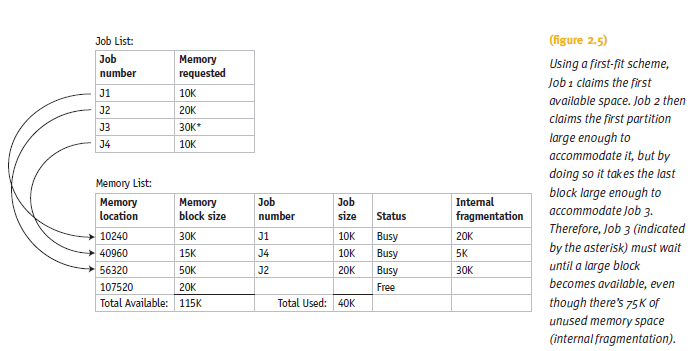 Job List:
Job number Memory requested
J1 10K
J2 20K
J3 30K*
J4 10K
Memory List:
Memory location Memory block size Job number Job size Status Internal fragmentation
10240 30K J1 10K Busy 20K
40960 15K J4 10K Busy 5K
56320 50K J2 20K Busy 30K
107520 20K Free
Total Available: 115K Total Used: 40K
(figure 2.5)
Using a first-fit scheme,
Job 1 claims the first
available space. Job 2 then
claims the first partition
large enough to
accommodate it, but by
doing so it takes the last
block large enough to
accommodate Job 3.
Therefore, Job 3 (indicated
by the asterisk) must wait
until a large block
becomes available, even
though there's 75K of
unused memory space
(internal fragmentation).